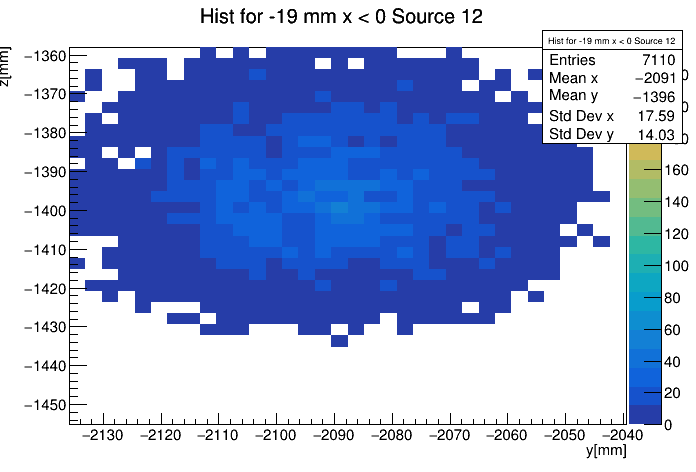 Hist for -19 mm x < 0 Source 12
Hist for -19 mm x < 0 Source 12
Entries 7110
Mean x −2091
Mean y −1396
Std Dev x 17.59
Std Dev y 14.03
z[mm]
−1360
−1370
−1380
−1390
−1400
−1410
−1420
−1430
−1440
−1450
160
140
120
100
80
60
40
20
0
−2130 −2120 −2110 −2100 −2090 −2080 −2070 −2060 −2050 −2040
y[mm]